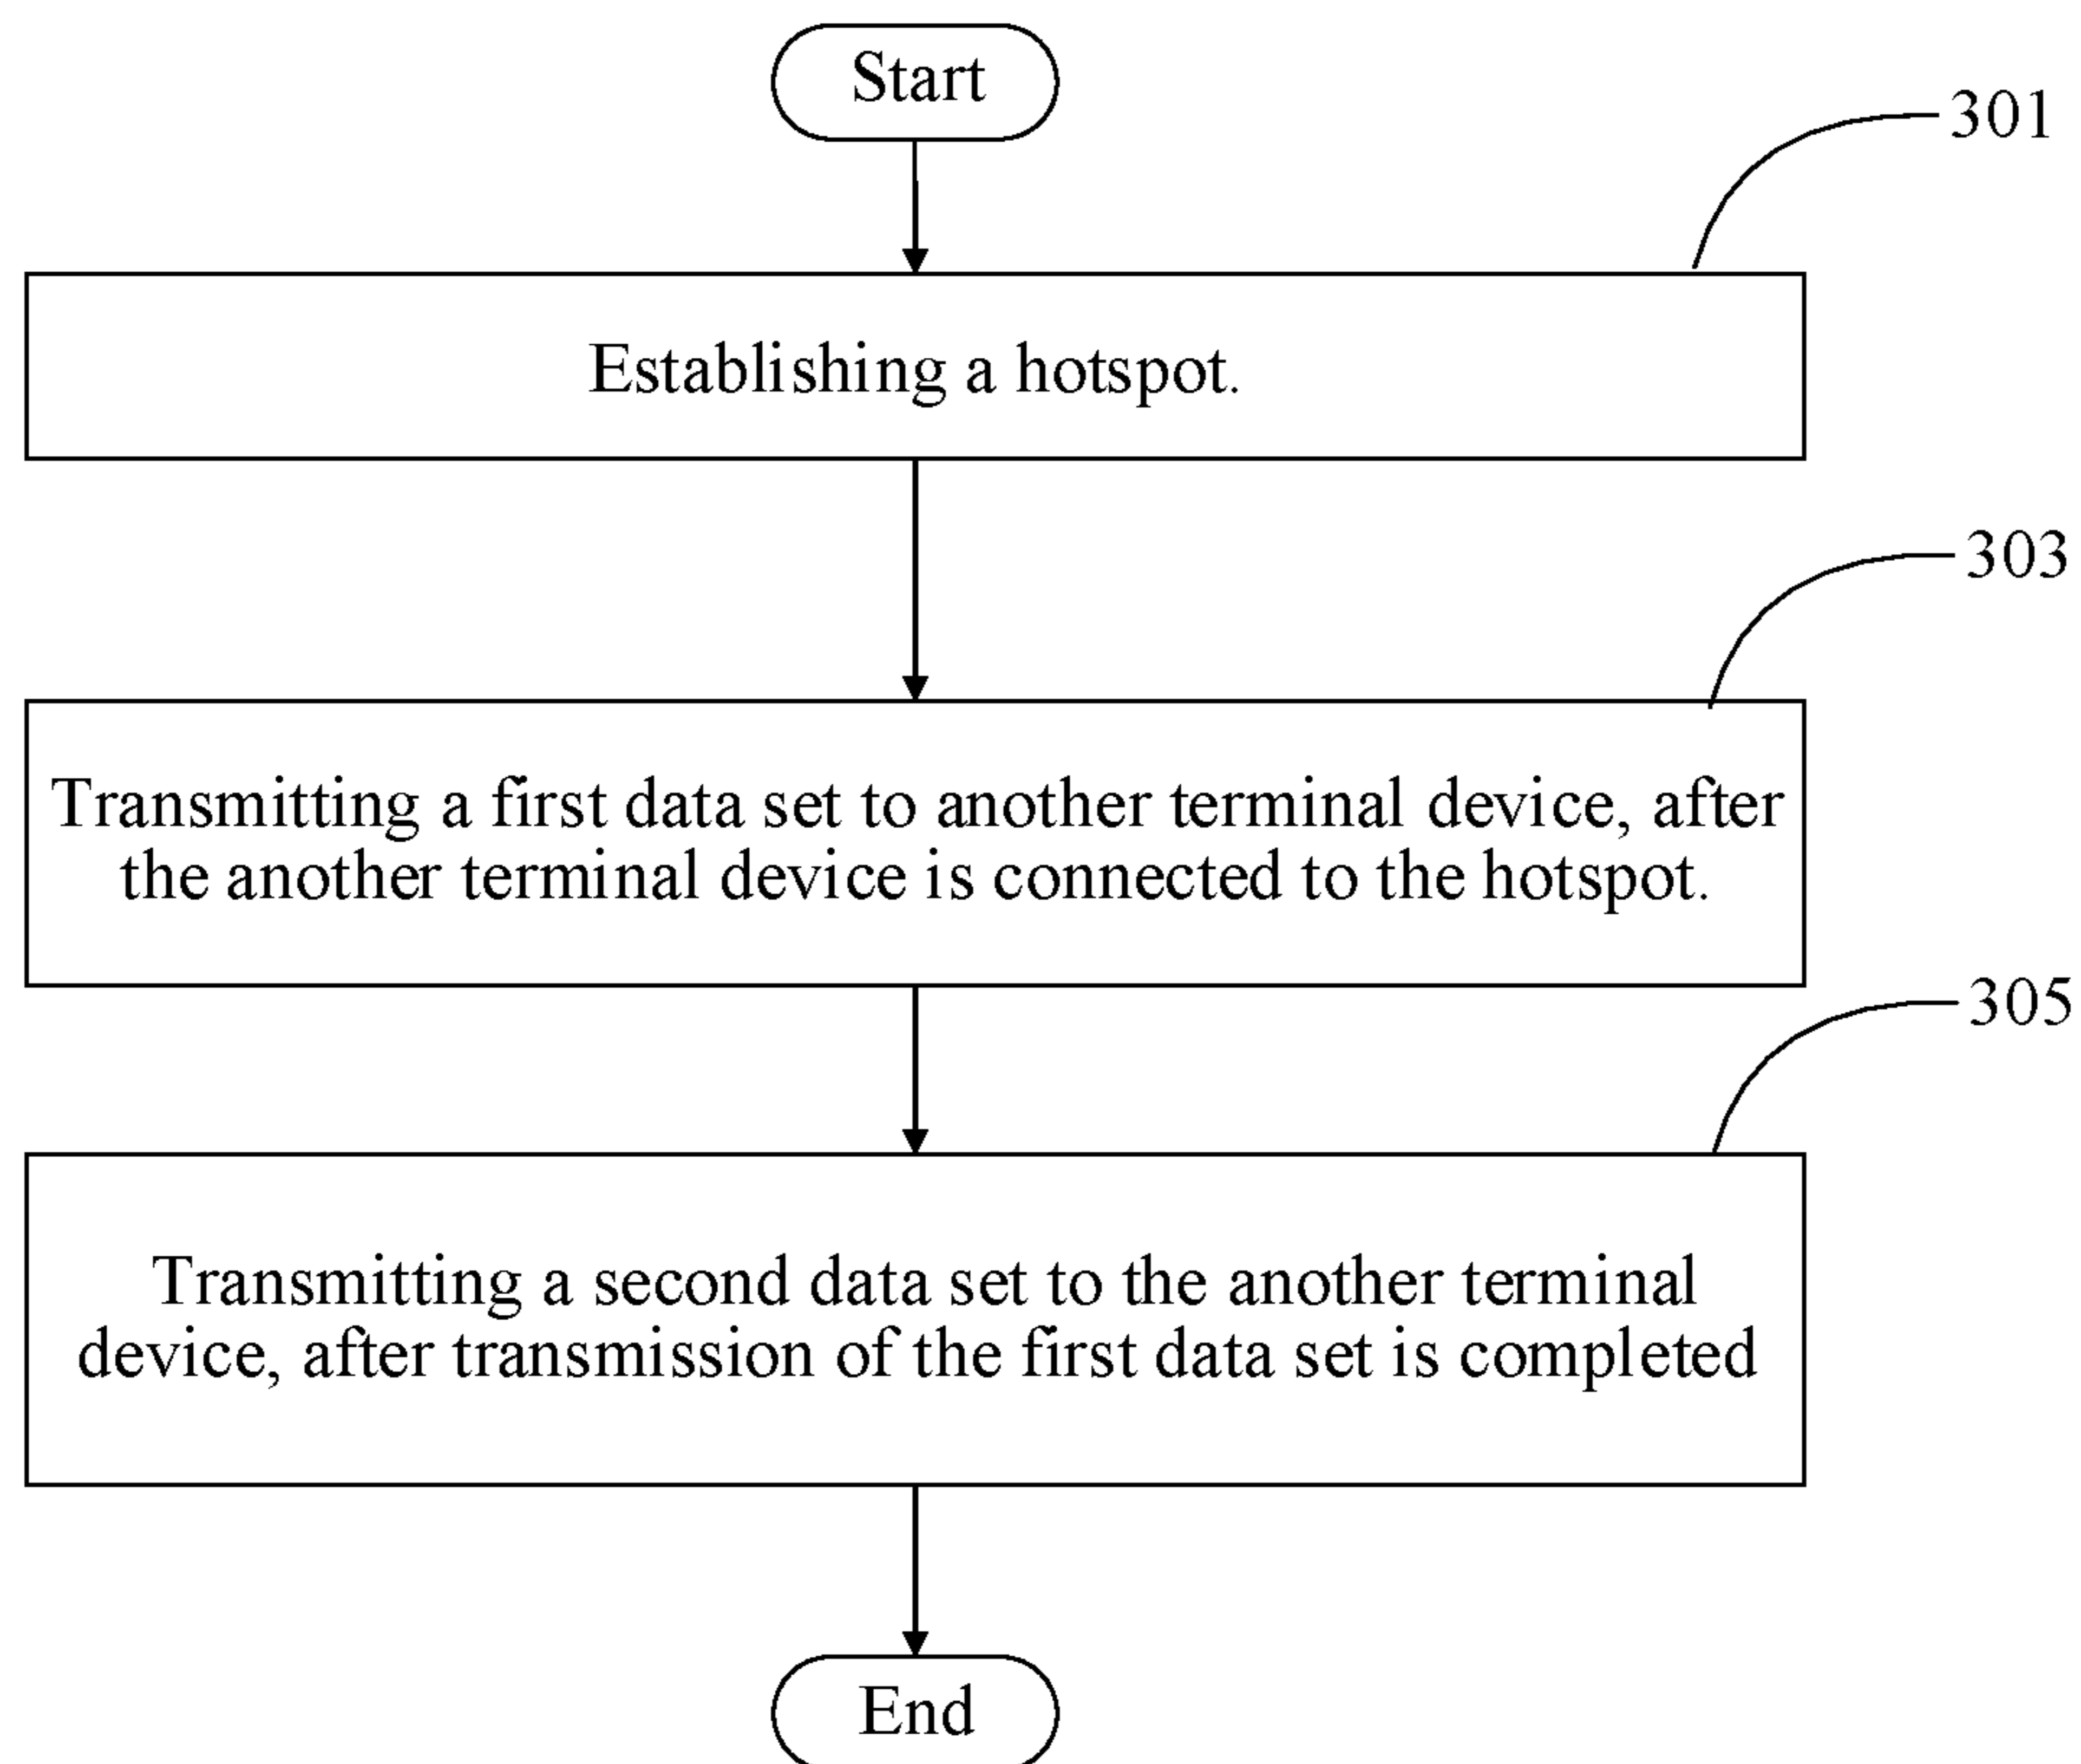 Start
301
Establishing a hotspot.
303
Transmitting a first data set to another terminal device, after
the another terminal device is connected to the hotspot.
305
Transmitting a second data set to the another terminal
device, after transmission of the first data set is completed
End